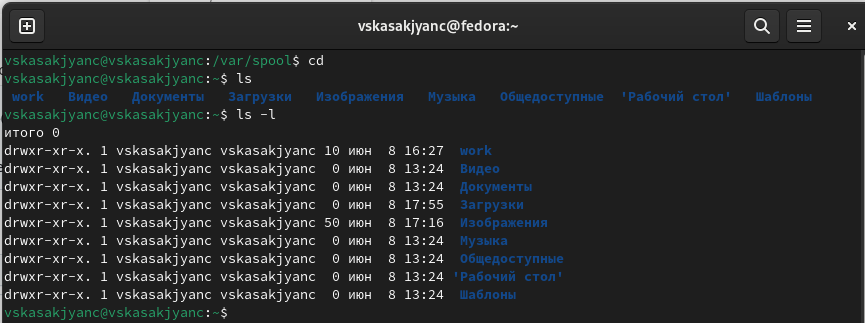 vskasakjyanc@fedora:~
vskasakjyanc@vskasakjyanc:/var/spool$ cd
vskasakjyanc@vskasakjyanc:~$ ls
work Видео Документы Загрузки Изображения Музыка Общедоступные 'Рабочий стол' Шаблоны
vskasakjyanc@vskasakjyanc:~$ ls -l
итого 0
drwxr-xr-x. 1 vskasakjyanc vskasakjyanc 10 июн  8 16:27  work
drwxr-xr-x. 1 vskasakjyanc vskasakjyanc  0 июн  8 13:24  Видео
drwxr-xr-x. 1 vskasakjyanc vskasakjyanc  0 июн  8 13:24  Документы
drwxr-xr-x. 1 vskasakjyanc vskasakjyanc  0 июн  8 17:55  Загрузки
drwxr-xr-x. 1 vskasakjyanc vskasakjyanc 50 июн  8 17:16  Изображения
drwxr-xr-x. 1 vskasakjyanc vskasakjyanc  0 июн  8 13:24  Музыка
drwxr-xr-x. 1 vskasakjyanc vskasakjyanc  0 июн  8 13:24  Общедоступные
drwxr-xr-x. 1 vskasakjyanc vskasakjyanc  0 июн  8 13:24 'Рабочий стол'
drwxr-xr-x. 1 vskasakjyanc vskasakjyanc  0 июн  8 13:24  Шаблоны
vskasakjyanc@vskasakjyanc:~$